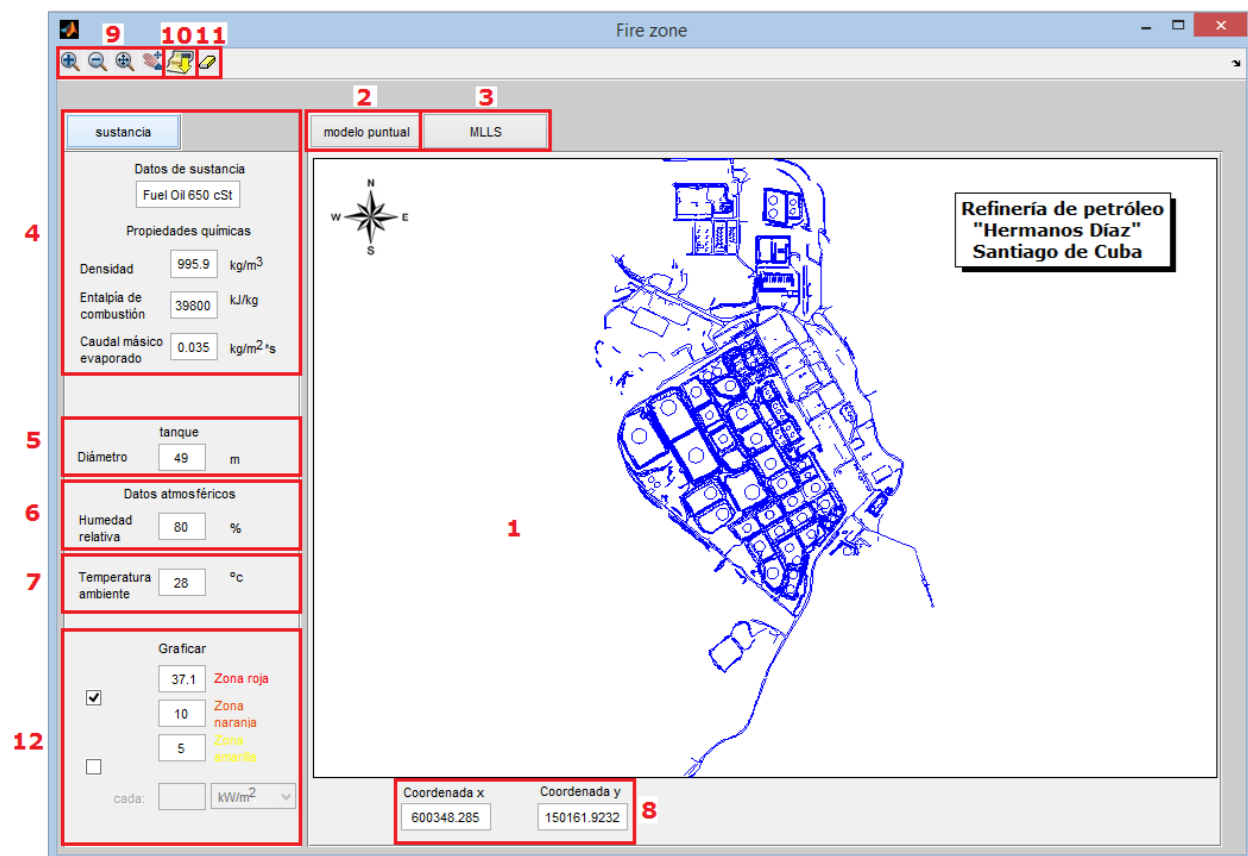 Fire zone
9
10
11
2
3
sustancia
modelo puntual
MLLS
Datos de sustancia
Fuel Oil 650 cSt
4
Propiedades químicas
Densidad 995.9 kg/m3
Entalpía de
combustión
39800 kJ/kg
Caudal másico
evaporado
0.035 kg/m2*s
5
tanque
Diámetro 49 m
6
Datos atmosféricos
Humedad
relativa
80 %
7
Temperatura
ambiente
28 °c
12
Graficar
37.1 Zona roja
10 Zona
naranja
5 Zona
amarilla
cada: kW/m2
N
W E
S
Refinería de petróleo
"Hermanos Díaz"
Santiago de Cuba
1
Coordenada x
Coordenada y
600348.285
150161.9232
8